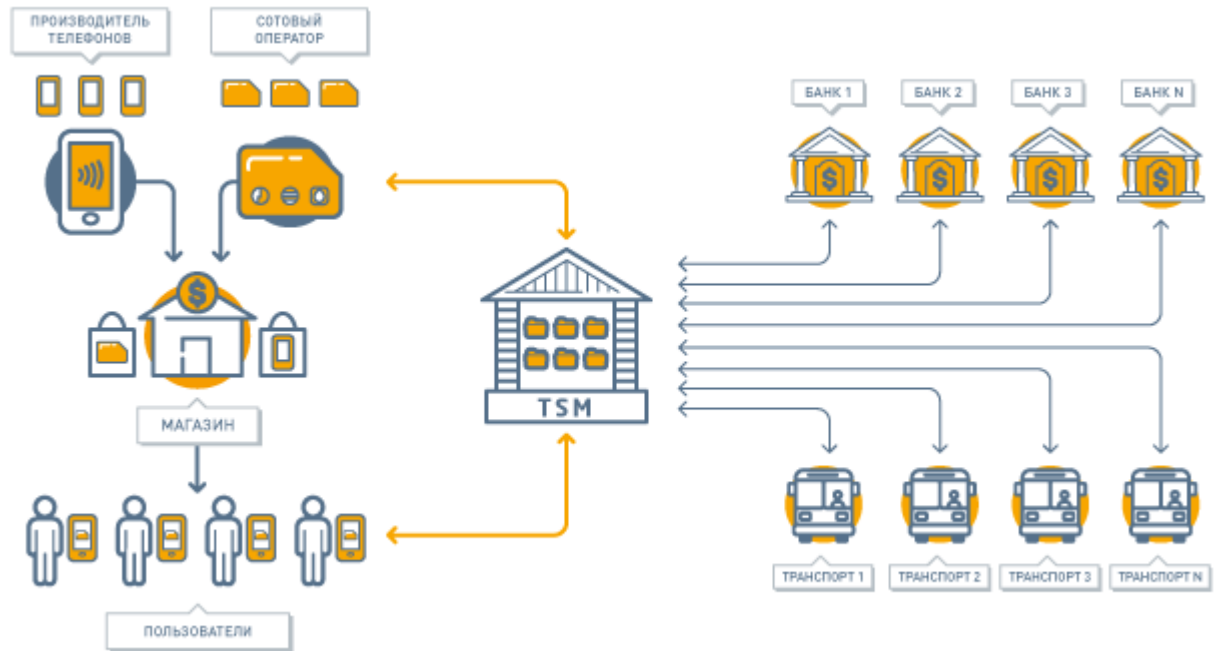 ПРОИЗВОДИТЕЛЬ
ТЕЛЕФОНОВ
СОТОВЫЙ
ОПЕРАТОР
БАНК 1
БАНК 2
БАНК 3
БАНК N
TSM
МАГАЗИН
ТРАНСПОРТ 1
ТРАНСПОРТ 2
ТРАНСПОРТ 3
ТРАНСПОРТ N
ПОЛЬЗОВАТЕЛИ